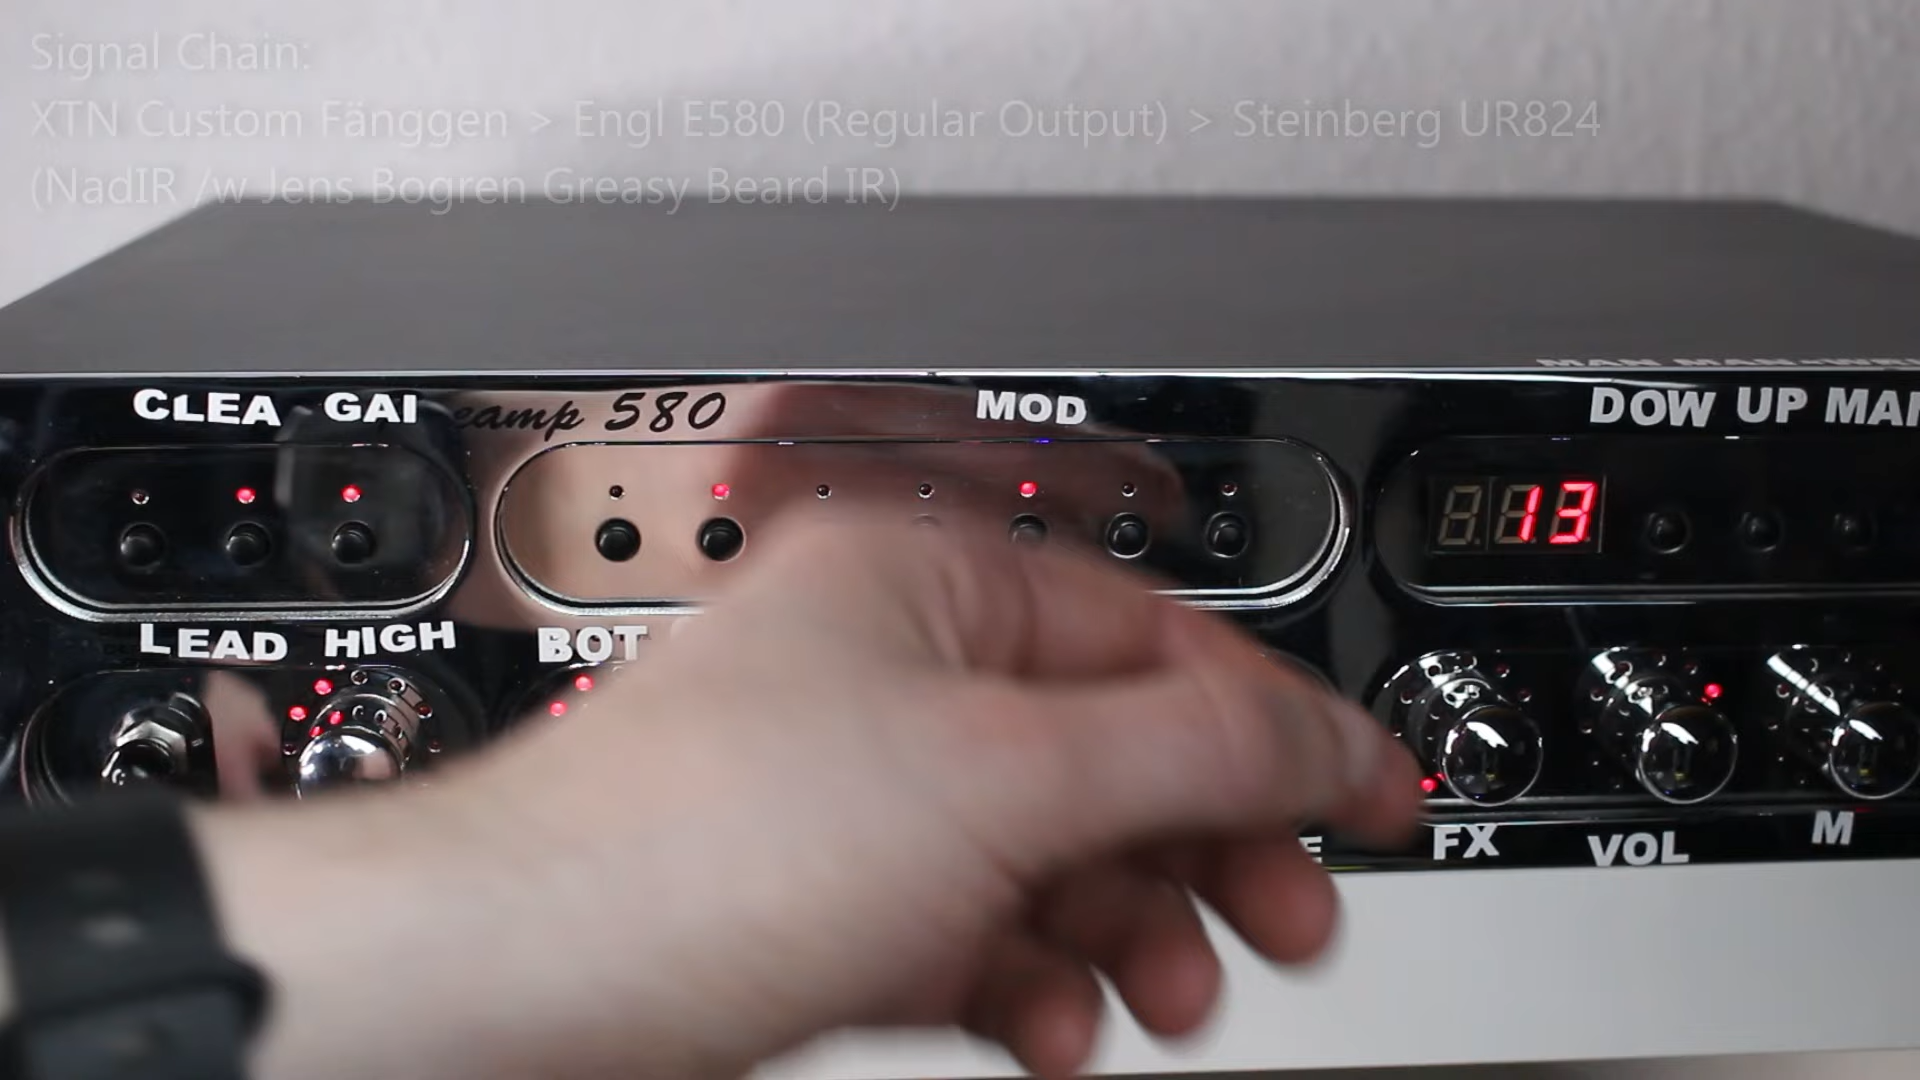 Signal Chain:
XTN Custom Fänggen > Engl E580 (Regular Output) > Steinberg UR824
(NadIR /w Jens Bogren Greasy Beard IR)
CLEA GAI eamp 580 MOD DOW UP MAN
13
LEAD HIGH BOT
FX VOL M